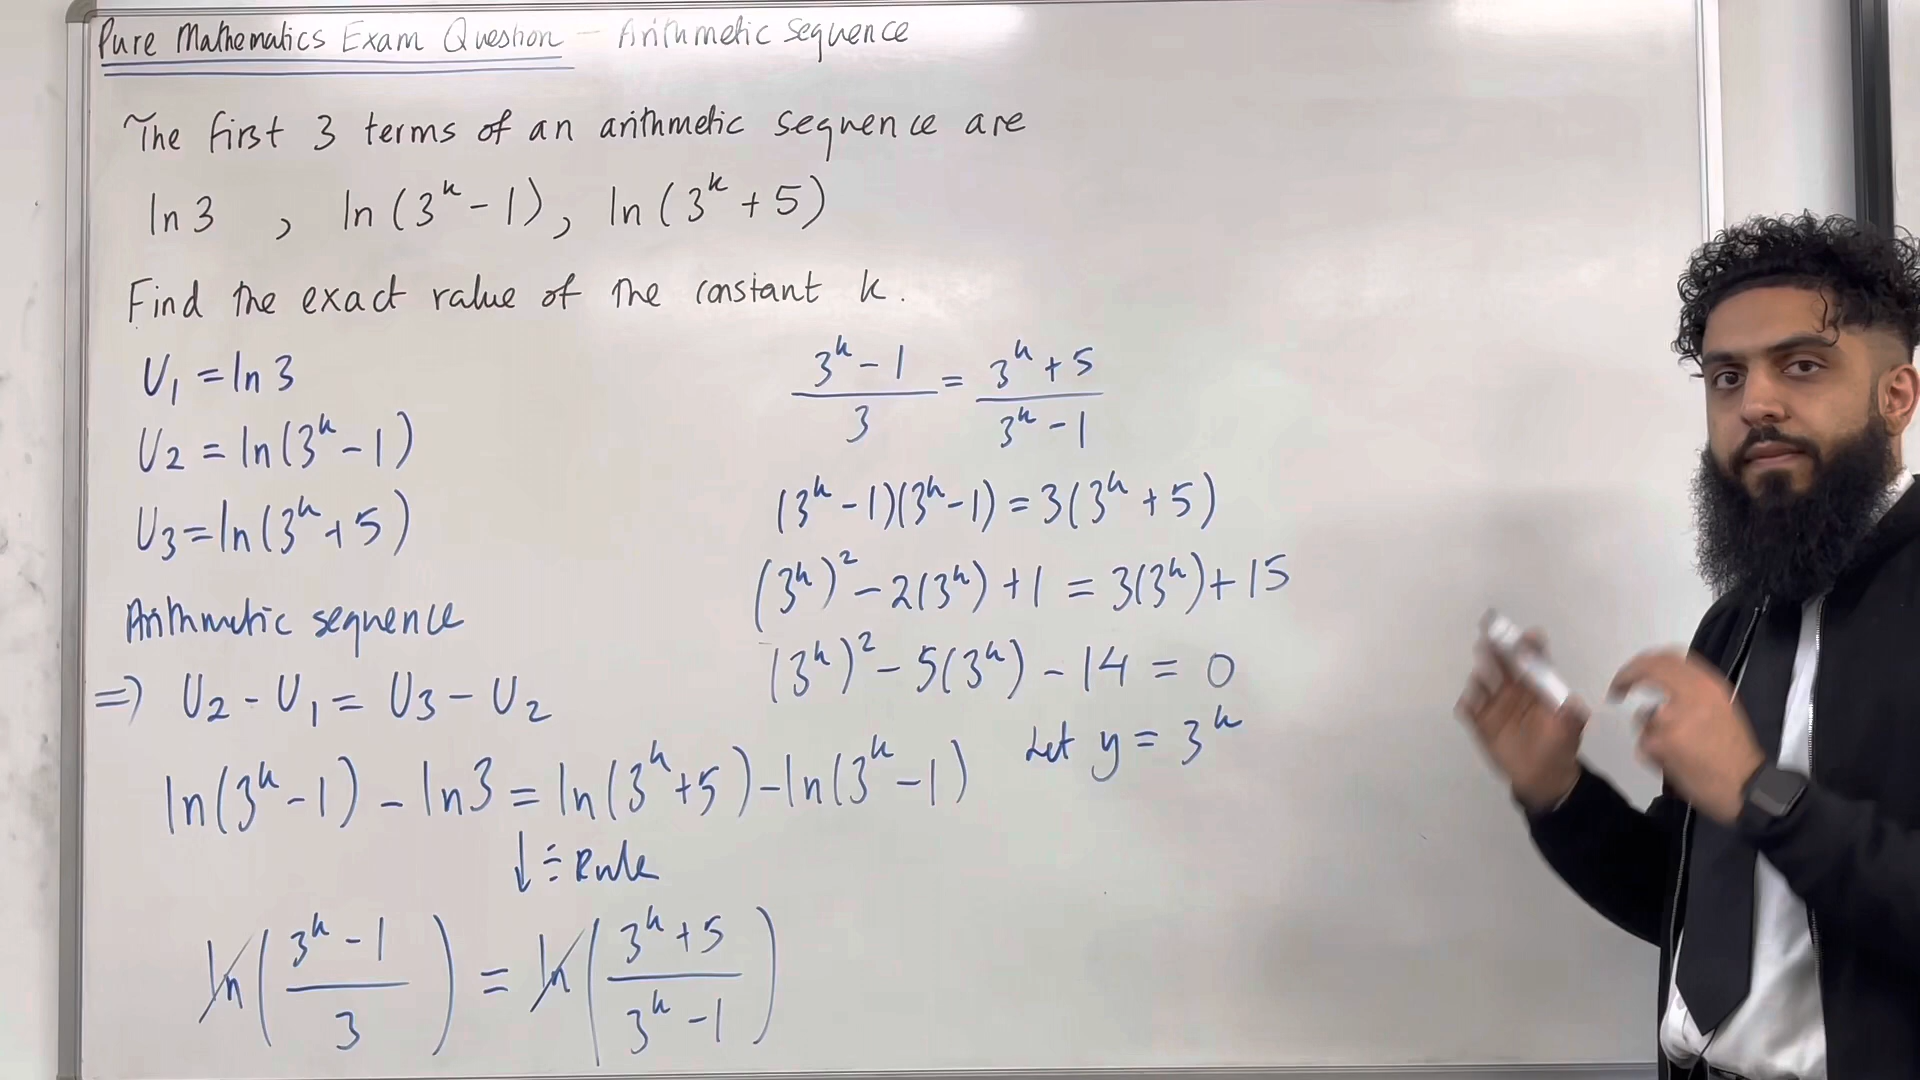 Pure Mathematics Exam Question - Arithmetic Sequence
The first 3 terms of an arithmetic sequence are
ln 3 , ln(3^k - 1), ln(3^k + 5)
Find the exact value of the constant k.
U₁ = ln 3
U₂ = ln(3^k - 1)
U₃ = ln(3^k + 5)
Arithmetic sequence
=> U₂ - U₁ = U₃ - U₂
ln(3^k - 1) - ln 3 = ln(3^k + 5) - ln(3^k - 1)
↓ ÷ Rule
ln((3^k - 1)/3) = ln((3^k + 5)/(3^k - 1))
(3^k - 1)/3 = (3^k + 5)/(3^k - 1)
(3^k - 1)(3^k - 1) = 3(3^k + 5)
(3^k)² - 2(3^k) + 1 = 3(3^k) + 15
(3^k)² - 5(3^k) - 14 = 0
Let y = 3^k